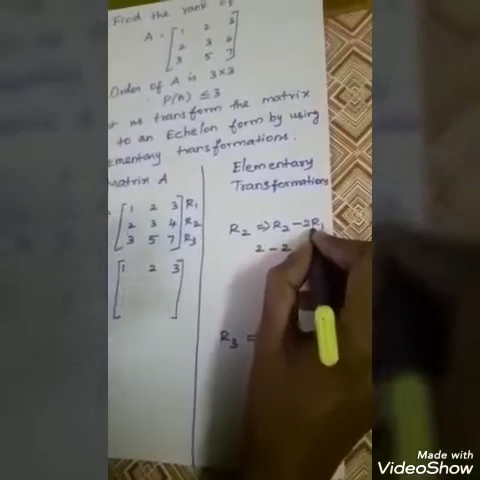 Find the rank of
A = [ 1 2 3
2 3 4
3 5 7 ]
Order of A is 3×3
P(A) ≤ 3
us transform the matrix
to an Echelon form by using
ementary transformations.
Matrix A
Elementary
Transformations
[ 1 2 3 ] R1
2 3 4 R2
3 5 7 R3
R2 ⇒ R2 - 2R1
2 - 2
[ 1 2 3 ]
R3 =
Made with
VideoShow